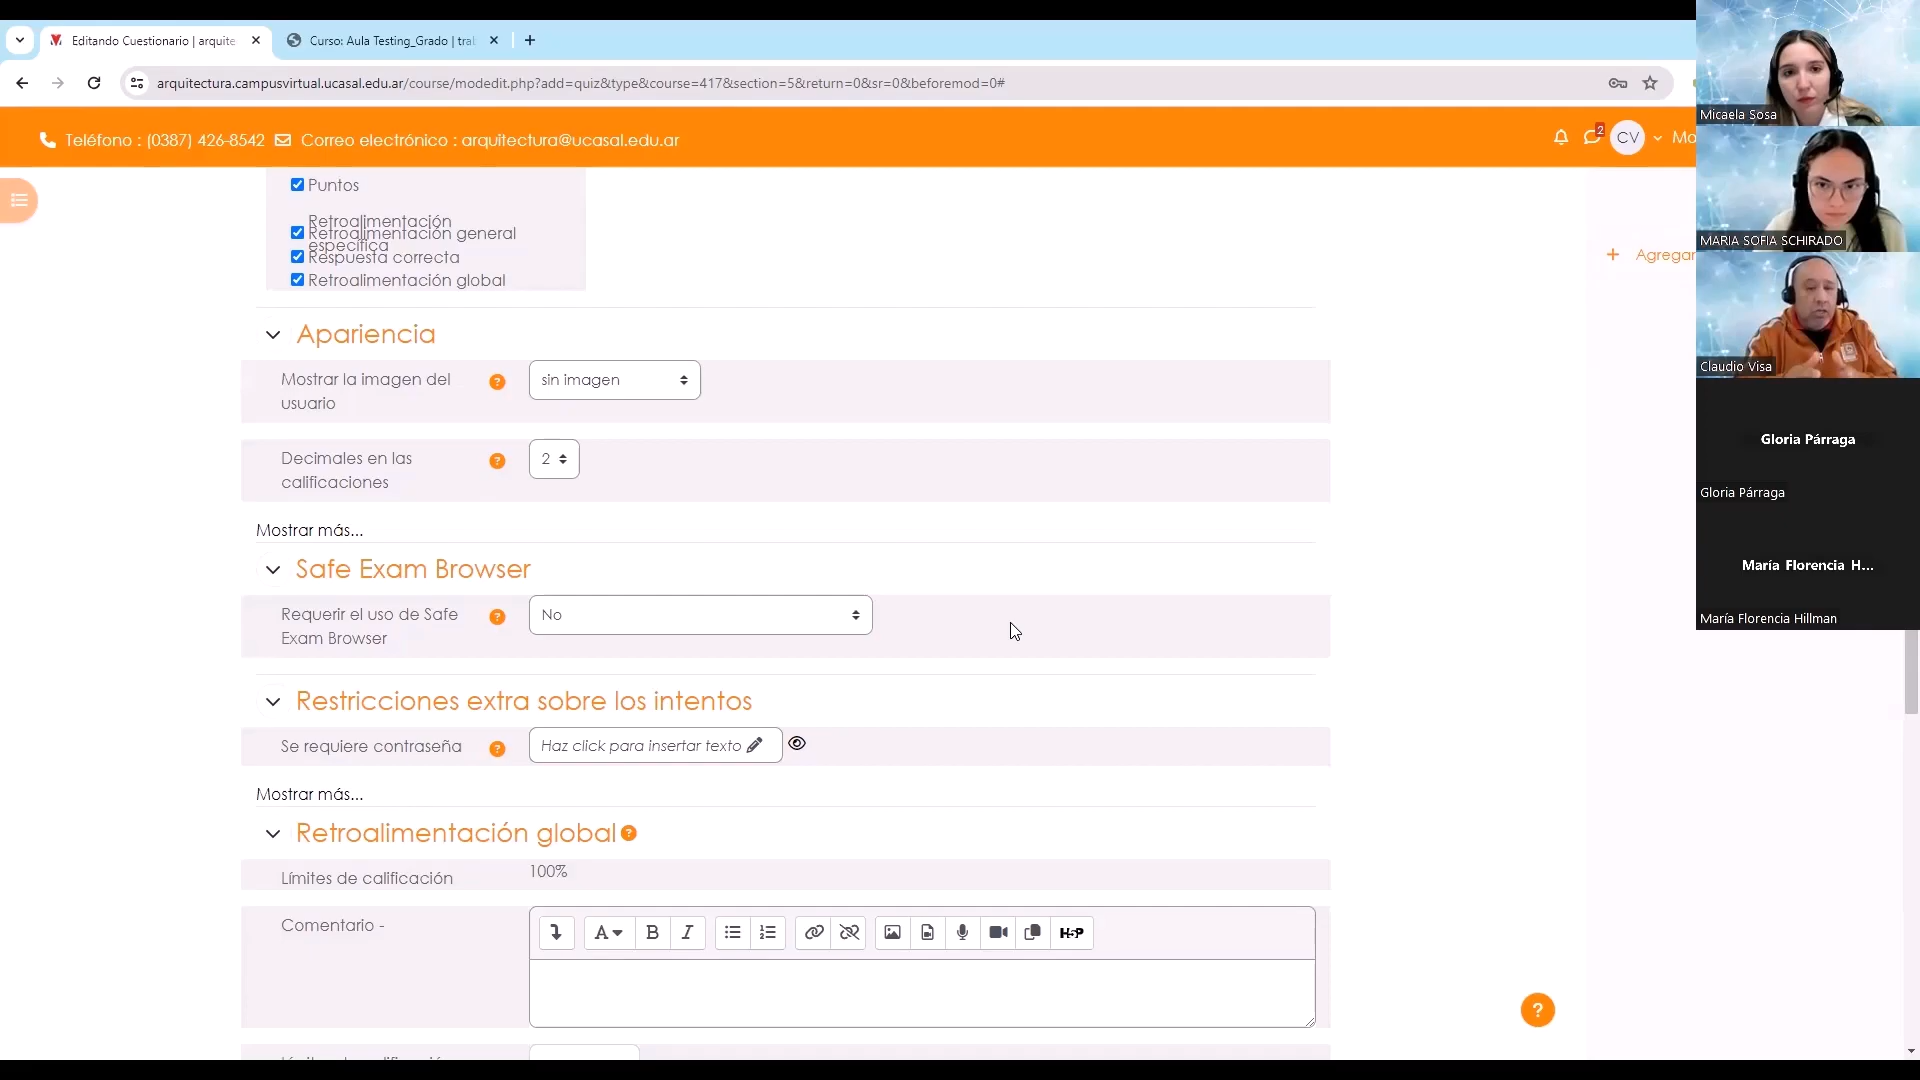 Editando Cuestionario | arquite
Curso: Aula Testing_Grado | tra
arquitectura.campusvirtual.ucasal.edu.ar/course/modedit.php?add=quiz&type&course=417&section=5&return=0&sr=0&beforemod=0#
Teléfono : (0387) 426-8542 Correo electrónico : arquitectura@ucasal.edu.ar
2
CV
Mo
Puntos
Retroalimentación
específica
Retroalimentación general
Respuesta correcta
Retroalimentación global
Agregar
Apariencia
Mostrar la imagen del
usuario
?
sin imagen
Decimales en las
calificaciones
?
2
Mostrar más...
Safe Exam Browser
Requerir el uso de Safe
Exam Browser
?
No
Restricciones extra sobre los intentos
Se requiere contraseña
?
Haz click para insertar texto
Mostrar más...
Retroalimentación global
?
Límites de calificación
100%
Comentario -
A
B
I
H5P
?
Micaela Sosa
MARIA SOFIA SCHIRADO
Claudio Visa
Gloria Párraga
Gloria Párraga
María Florencia H...
María Florencia Hillman